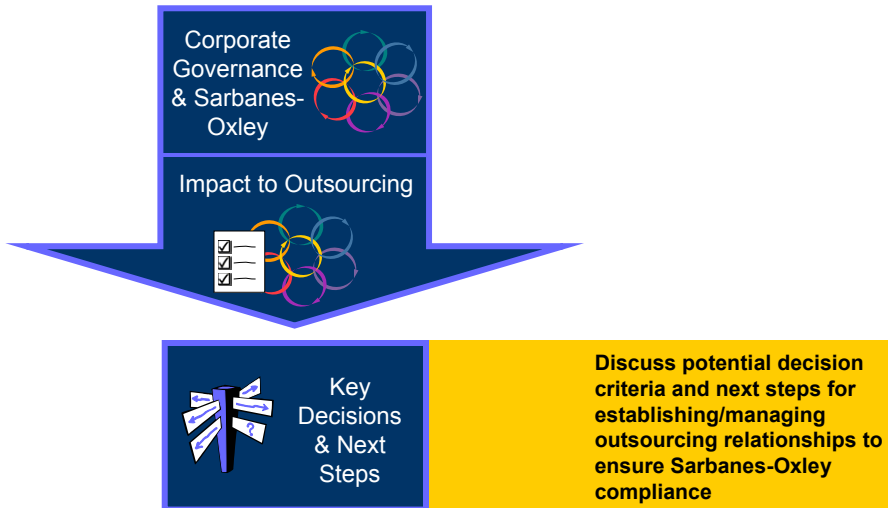 Corporate
Governance
& Sarbanes-
Oxley
Impact to Outsourcing
?
Key
Decisions
& Next
Steps
Discuss potential decision
criteria and next steps for
establishing/managing
outsourcing relationships to
ensure Sarbanes-Oxley
compliance